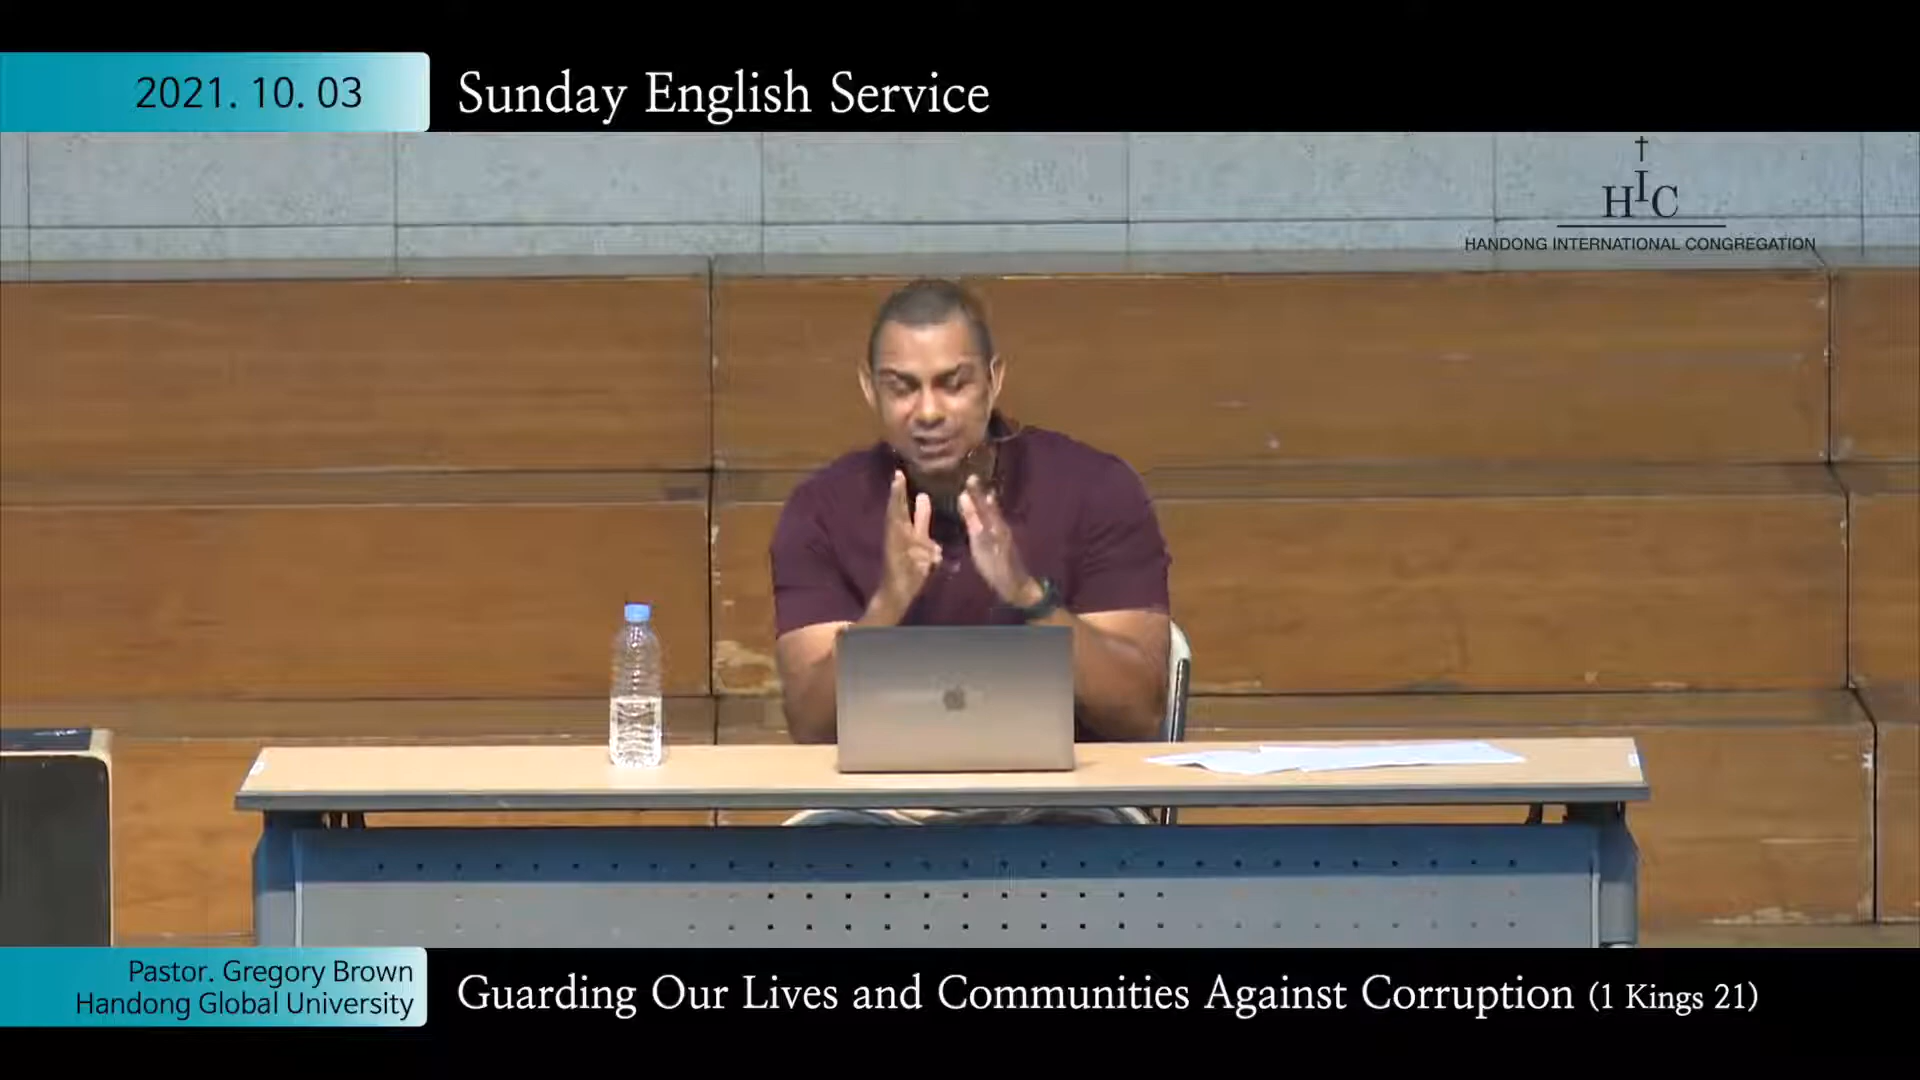 2021. 10. 03
Sunday English Service
HIC
HANDONG INTERNATIONAL CONGREGATION
Pastor. Gregory Brown
Handong Global University
Guarding Our Lives and Communities Against Corruption (1 Kings 21)